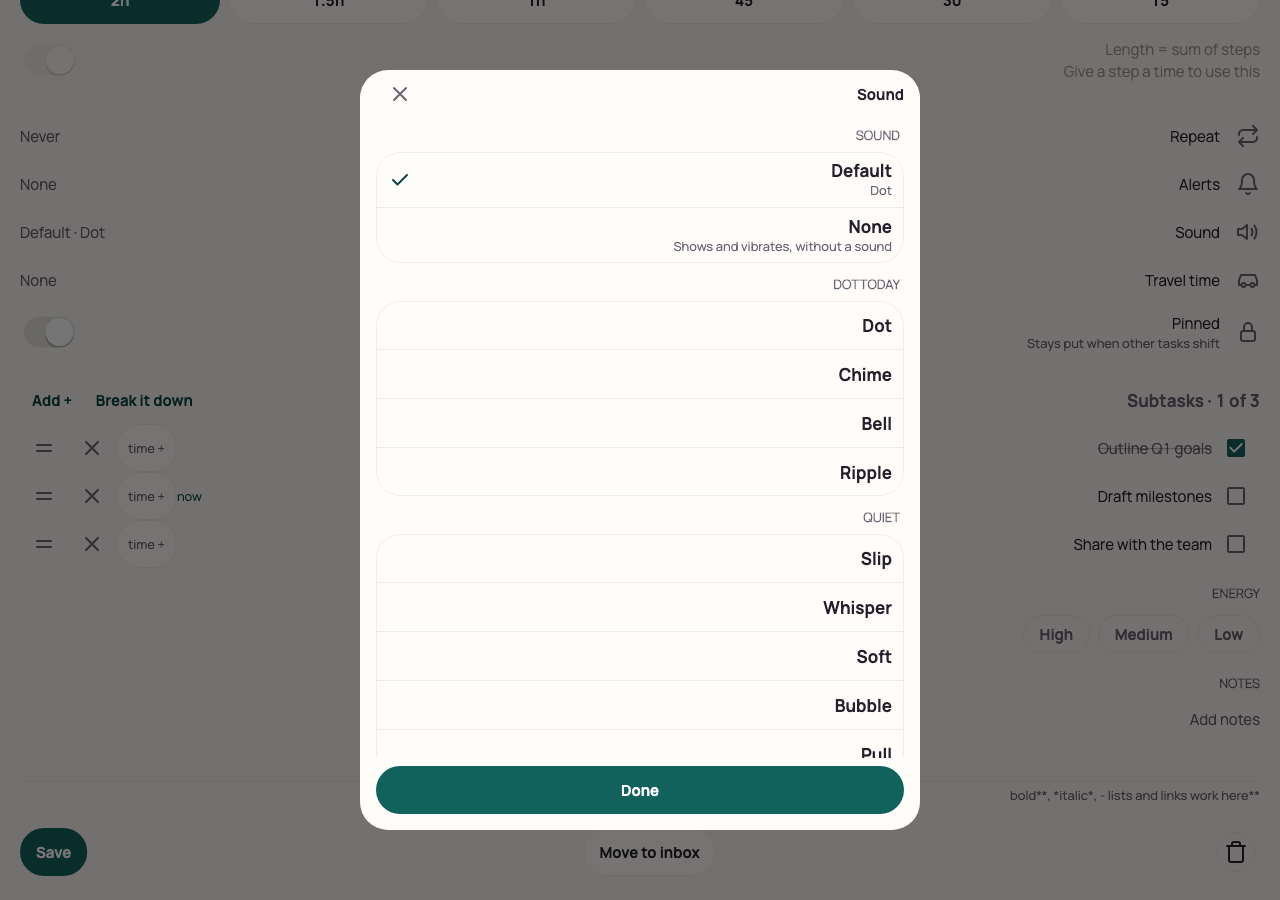 2h
1.5h
1h
45
30
15
Length = sum of steps
Give a step a time to use this
Repeat
Never
Alerts
None
Sound
Default · Dot
Travel time
None
Pinned
Stays put when other tasks shift
Subtasks · 1 of 3
Add +
Break it down
Outline Q1 goals
time +
Draft milestones
time +
now
Share with the team
time +
ENERGY
High
Medium
Low
NOTES
Add notes
bold**, *italic*, - lists and links work here**
Save
Move to inbox
Sound
SOUND
Default
Dot
None
Shows and vibrates, without a sound
DOTTODAY
Dot
Chime
Bell
Ripple
QUIET
Slip
Whisper
Soft
Bubble
Pull
Done